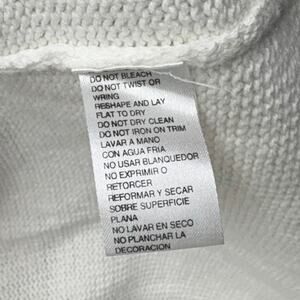 DO NOT BLEACH
DO NOT TWIST OR
WRING
RESHAPE AND LAY
FLAT TO DRY
DO NOT DRY CLEAN
DO NOT IRON ON TRIM
LAVAR A MANO
CON AGUA FRIA
NO USAR BLANQUEDOR
NO EXPRIMIR O
RETORCER
REFORMAR Y SECAR
SOBRE SUPERFICIE
PLANA
NO LAVAR EN SECO
NO PLANCHAR LA
DECORACION